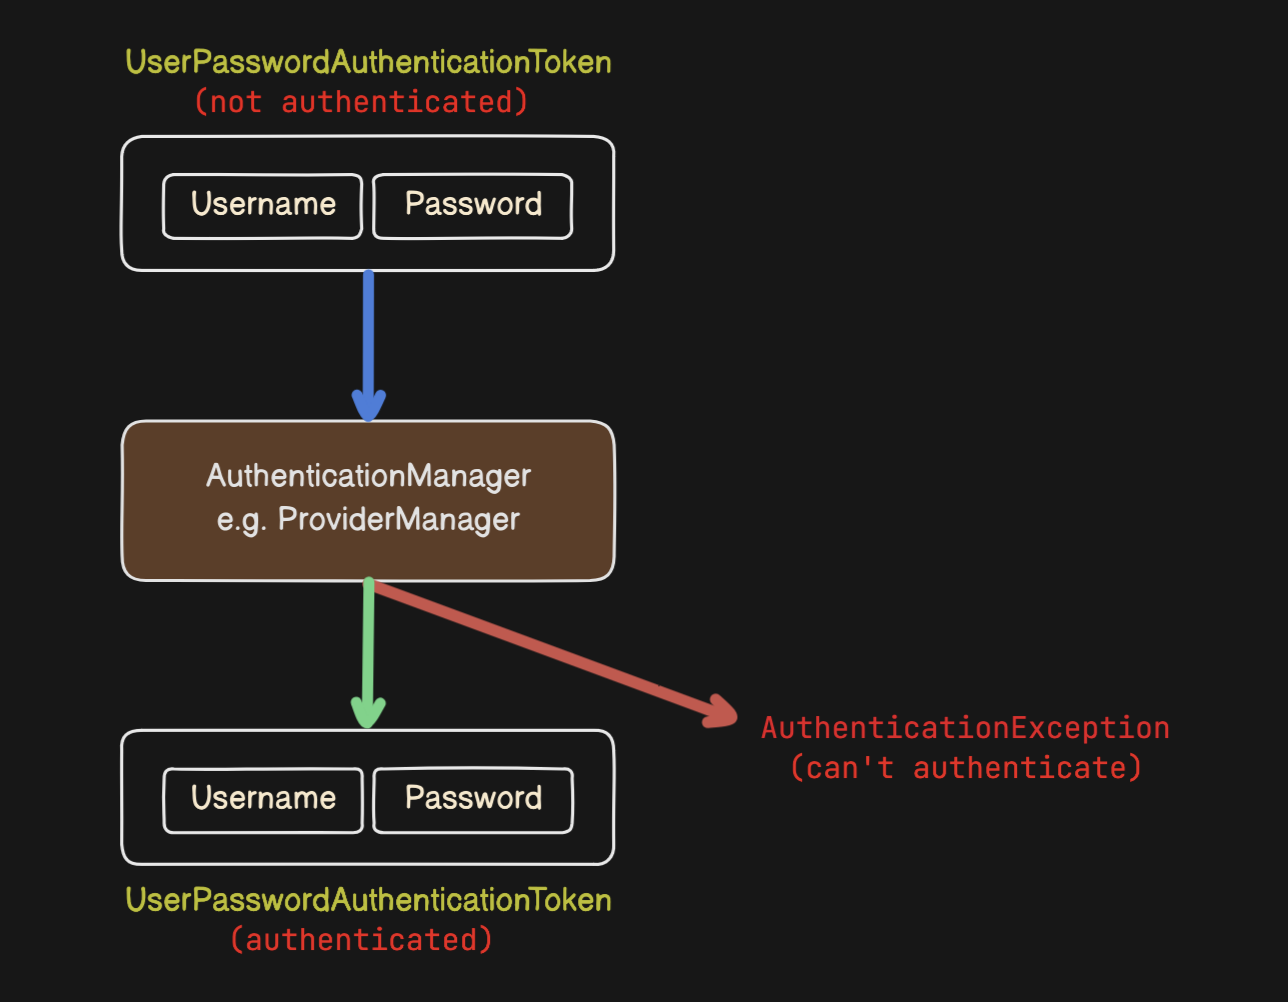 UserPasswordAuthenticationToken
(not authenticated)
Username Password
AuthenticationManager
e.g. ProviderManager
AuthenticationException
(can't authenticate)
Username Password
UserPasswordAuthenticationToken
(authenticated)